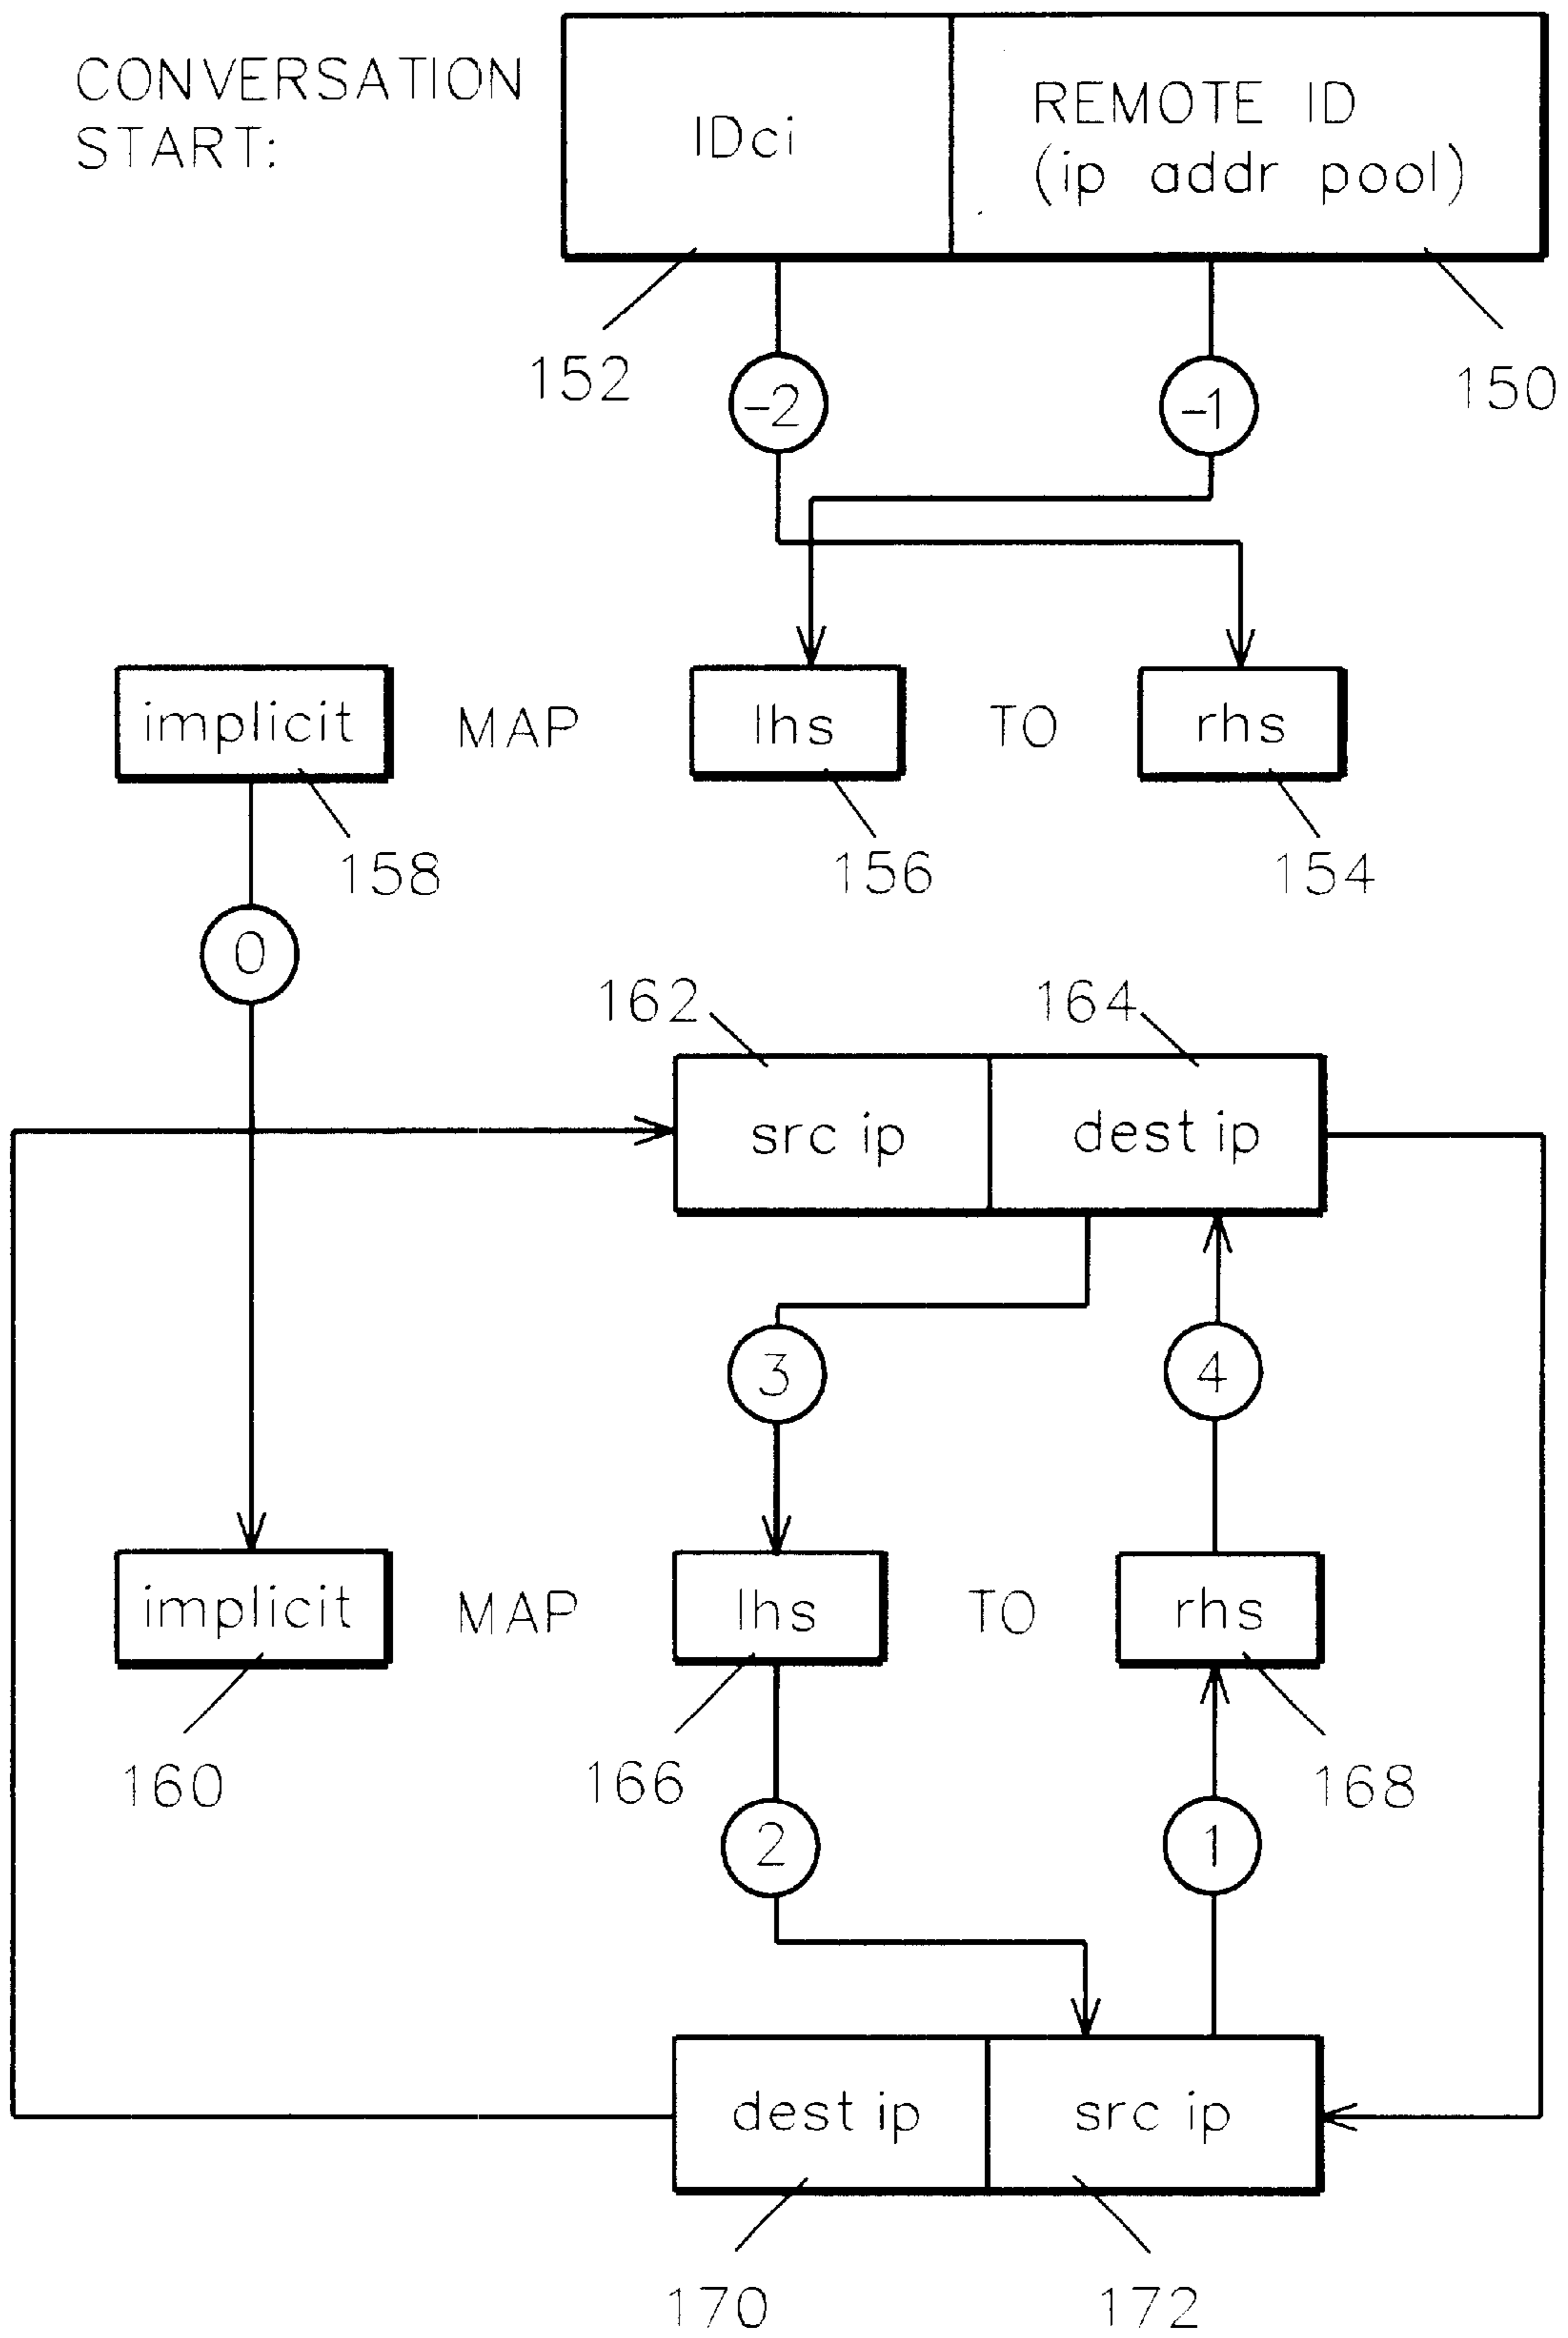 CONVERSATION
START:
IDci
REMOTE ID
(ip addr pool)
152
-2
-1
150
implicit MAP lhs TO rhs
158
156
154
0
162
164
src ip
dest ip
3
4
implicit MAP lhs TO rhs
160
166
168
2
1
dest ip
src ip
170
172